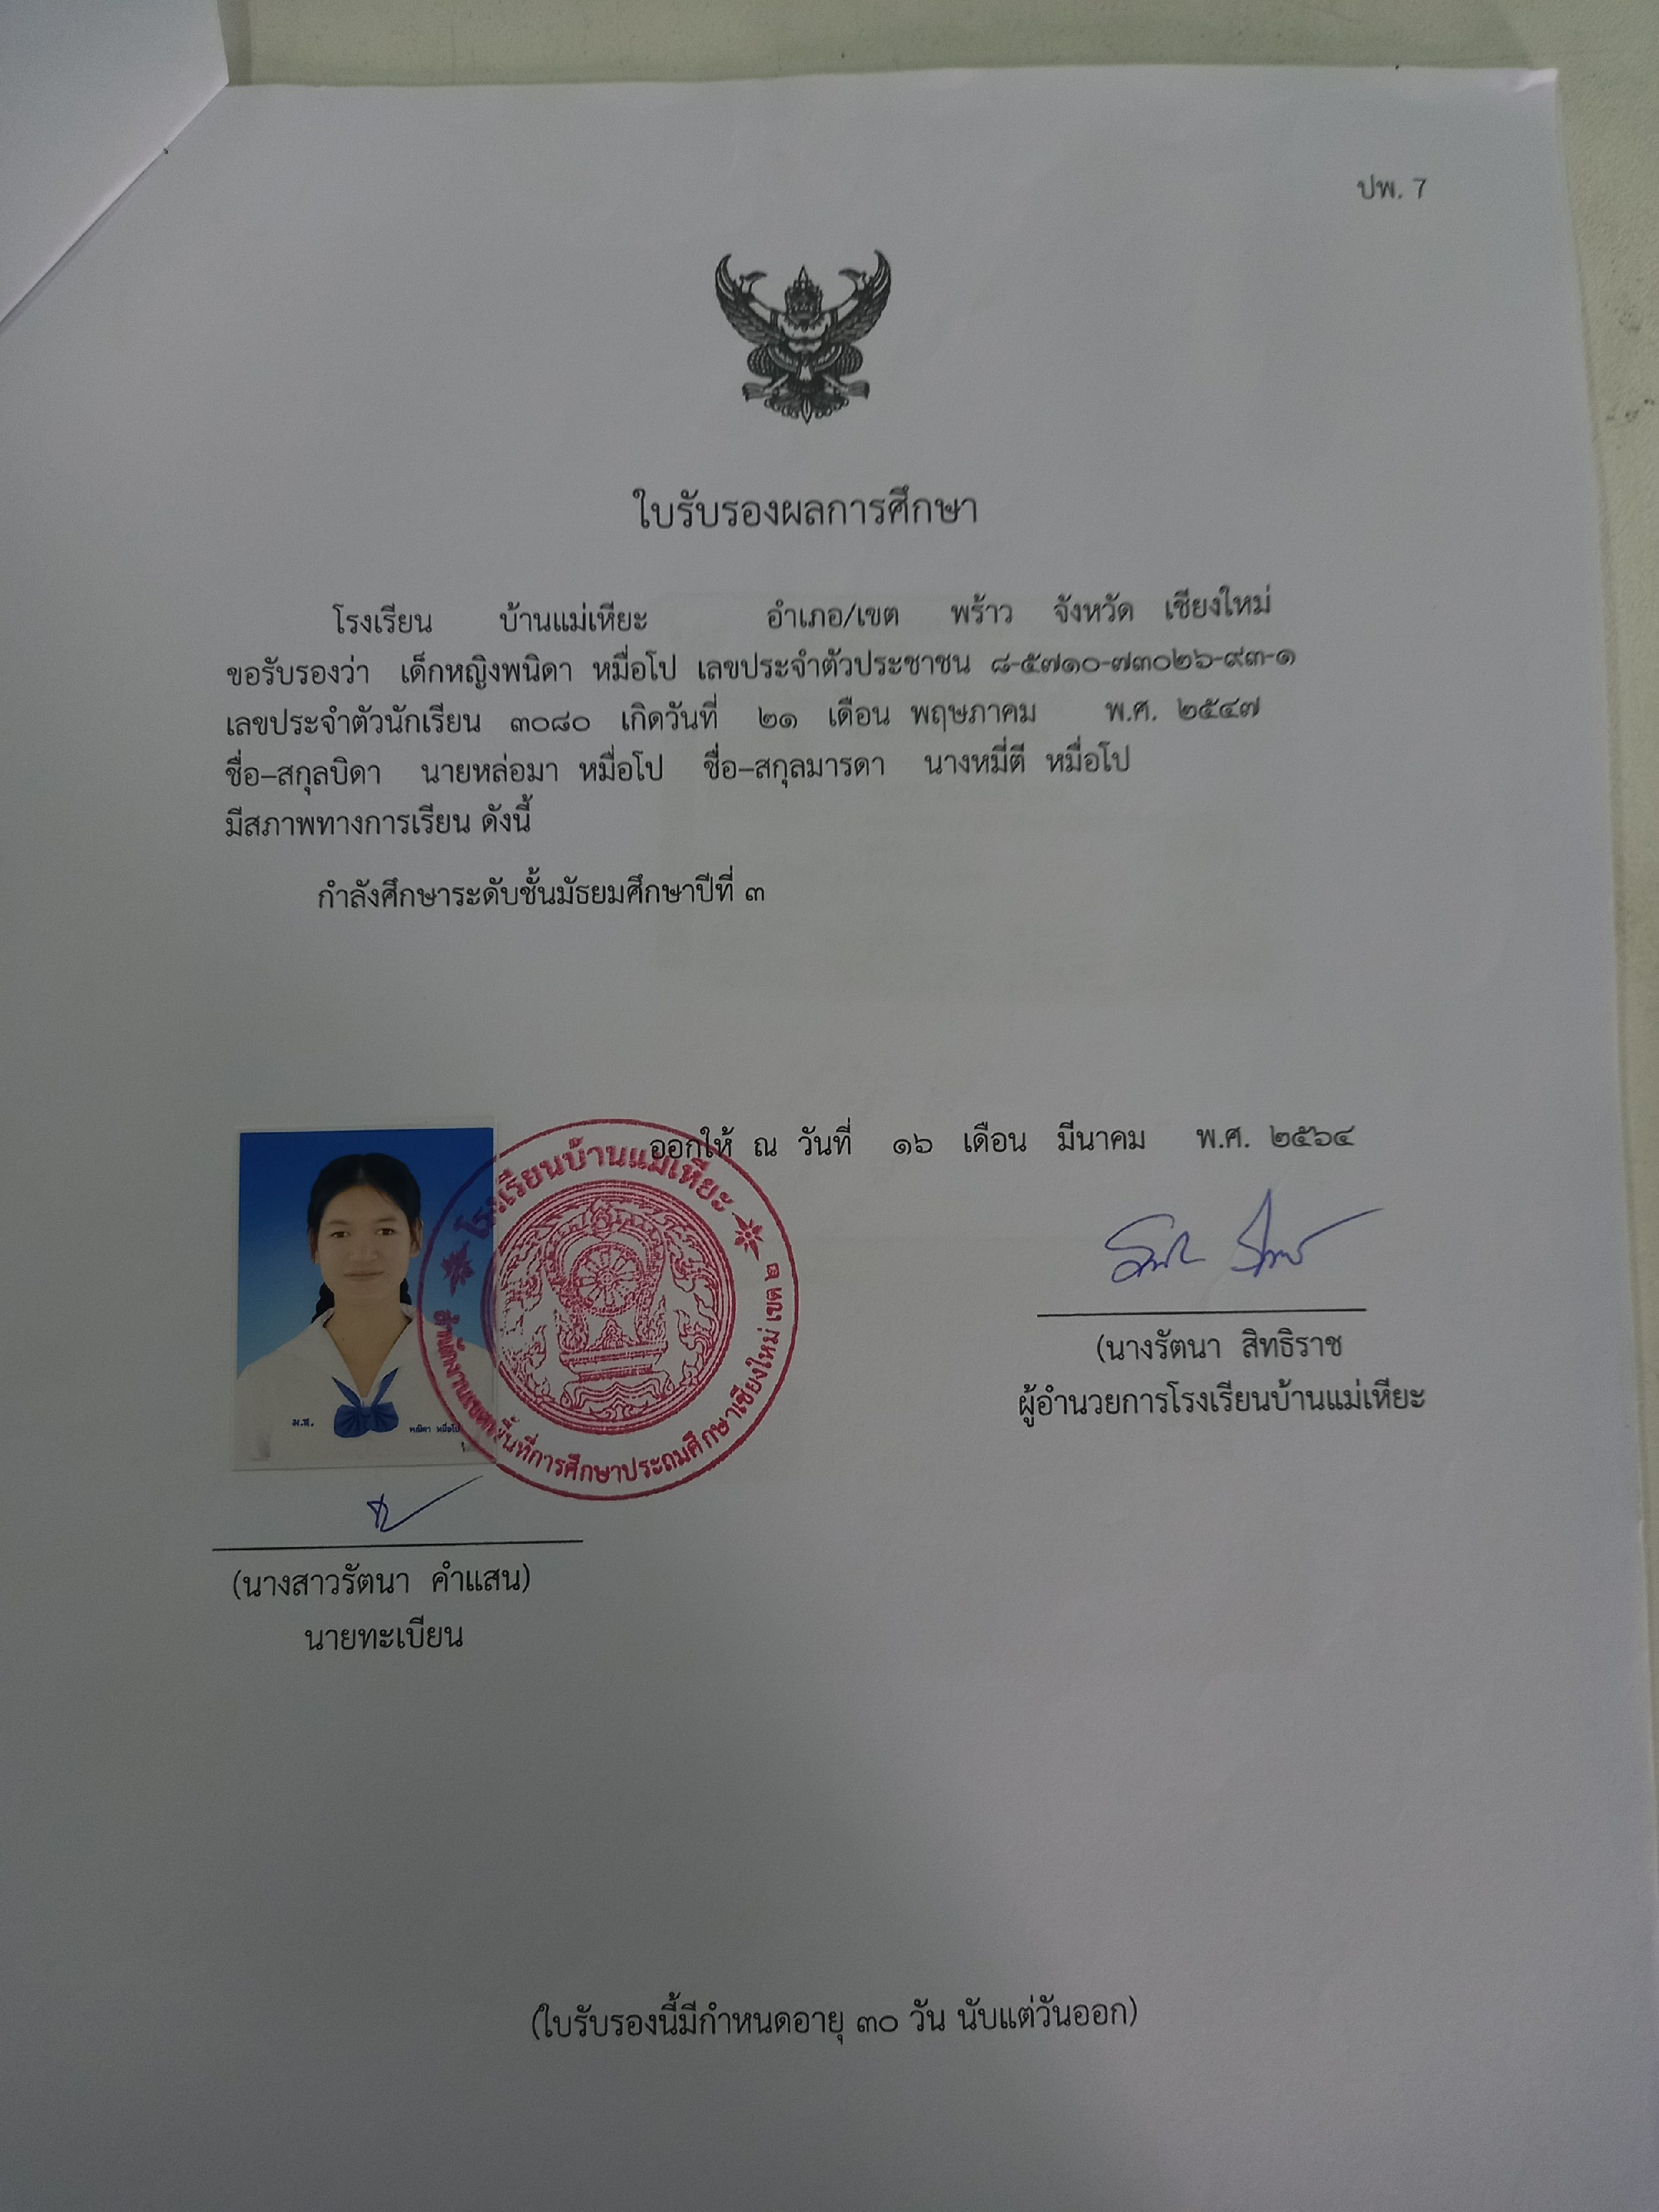 ปพ. 7
ใบรับรองผลการศึกษา
โรงเรียน บ้านแม่เหียะ อำเภอ/เขต พร้าว จังหวัด เชียงใหม่
ขอรับรองว่า เด็กหญิงพนิดา หมื่อโป เลขประจำตัวประชาชน ๘-๕๗๑๐-๗๓๐๒๖-๙๓-๑
เลขประจำตัวนักเรียน ๓๐๘๐ เกิดวันที่ ๒๑ เดือน พฤษภาคม พ.ศ. ๒๕๔๗
ชื่อ–สกุลบิดา นายหล่อมา หมื่อโป ชื่อ–สกุลมารดา นางหมี่ตี หมื่อโป
มีสภาพทางการเรียน ดังนี้
กำลังศึกษาระดับชั้นมัธยมศึกษาปีที่ ๓
ออกให้ ณ วันที่ ๑๖ เดือน มีนาคม พ.ศ. ๒๕๖๔
โรงเรียนบ้านแม่เหียะ
สำนักงานเขตพื้นที่การศึกษาประถมศึกษาเชียงใหม่ เขต ๒
ม.ห. พนิดา หมื่อโป
(นางรัตนา สิทธิราช
ผู้อำนวยการโรงเรียนบ้านแม่เหียะ
(นางสาวรัตนา คำแสน)
นายทะเบียน
(ใบรับรองนี้มีกำหนดอายุ ๓๐ วัน นับแต่วันออก)